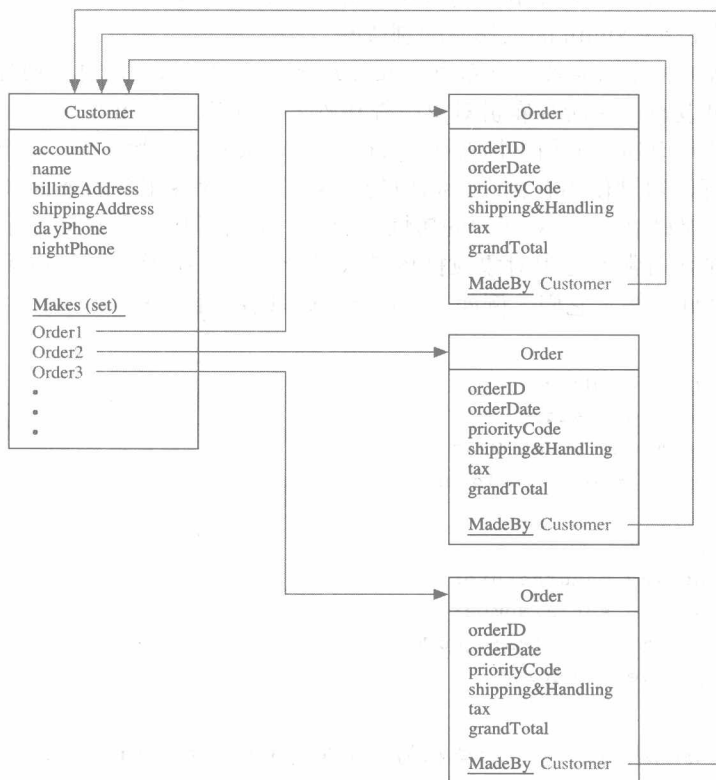 Customer
accountNo
name
billingAddress
shippingAddress
dayPhone
nightPhone
Makes (set)
Order1
Order2
Order3
Order
orderID
orderDate
priorityCode
shipping&Handling
tax
grandTotal
MadeBy Customer
Order
orderID
orderDate
priorityCode
shipping&Handling
tax
grandTotal
MadeBy Customer
Order
orderID
orderDate
priorityCode
shipping&Handling
tax
grandTotal
MadeBy Customer